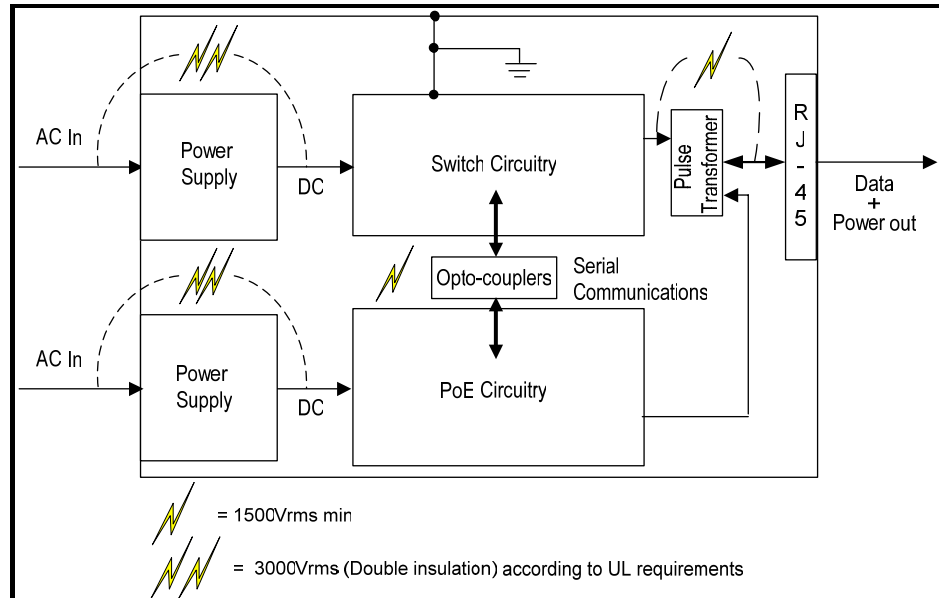 AC In
Power
Supply
DC
Switch Circuitry
Pulse
Transformer
R
J
-
4
5
Data
+
Power out
Opto-couplers
Serial
Communications
AC In
Power
Supply
DC
PoE Circuitry
= 1500Vrms min
= 3000Vrms (Double insulation) according to UL requirements